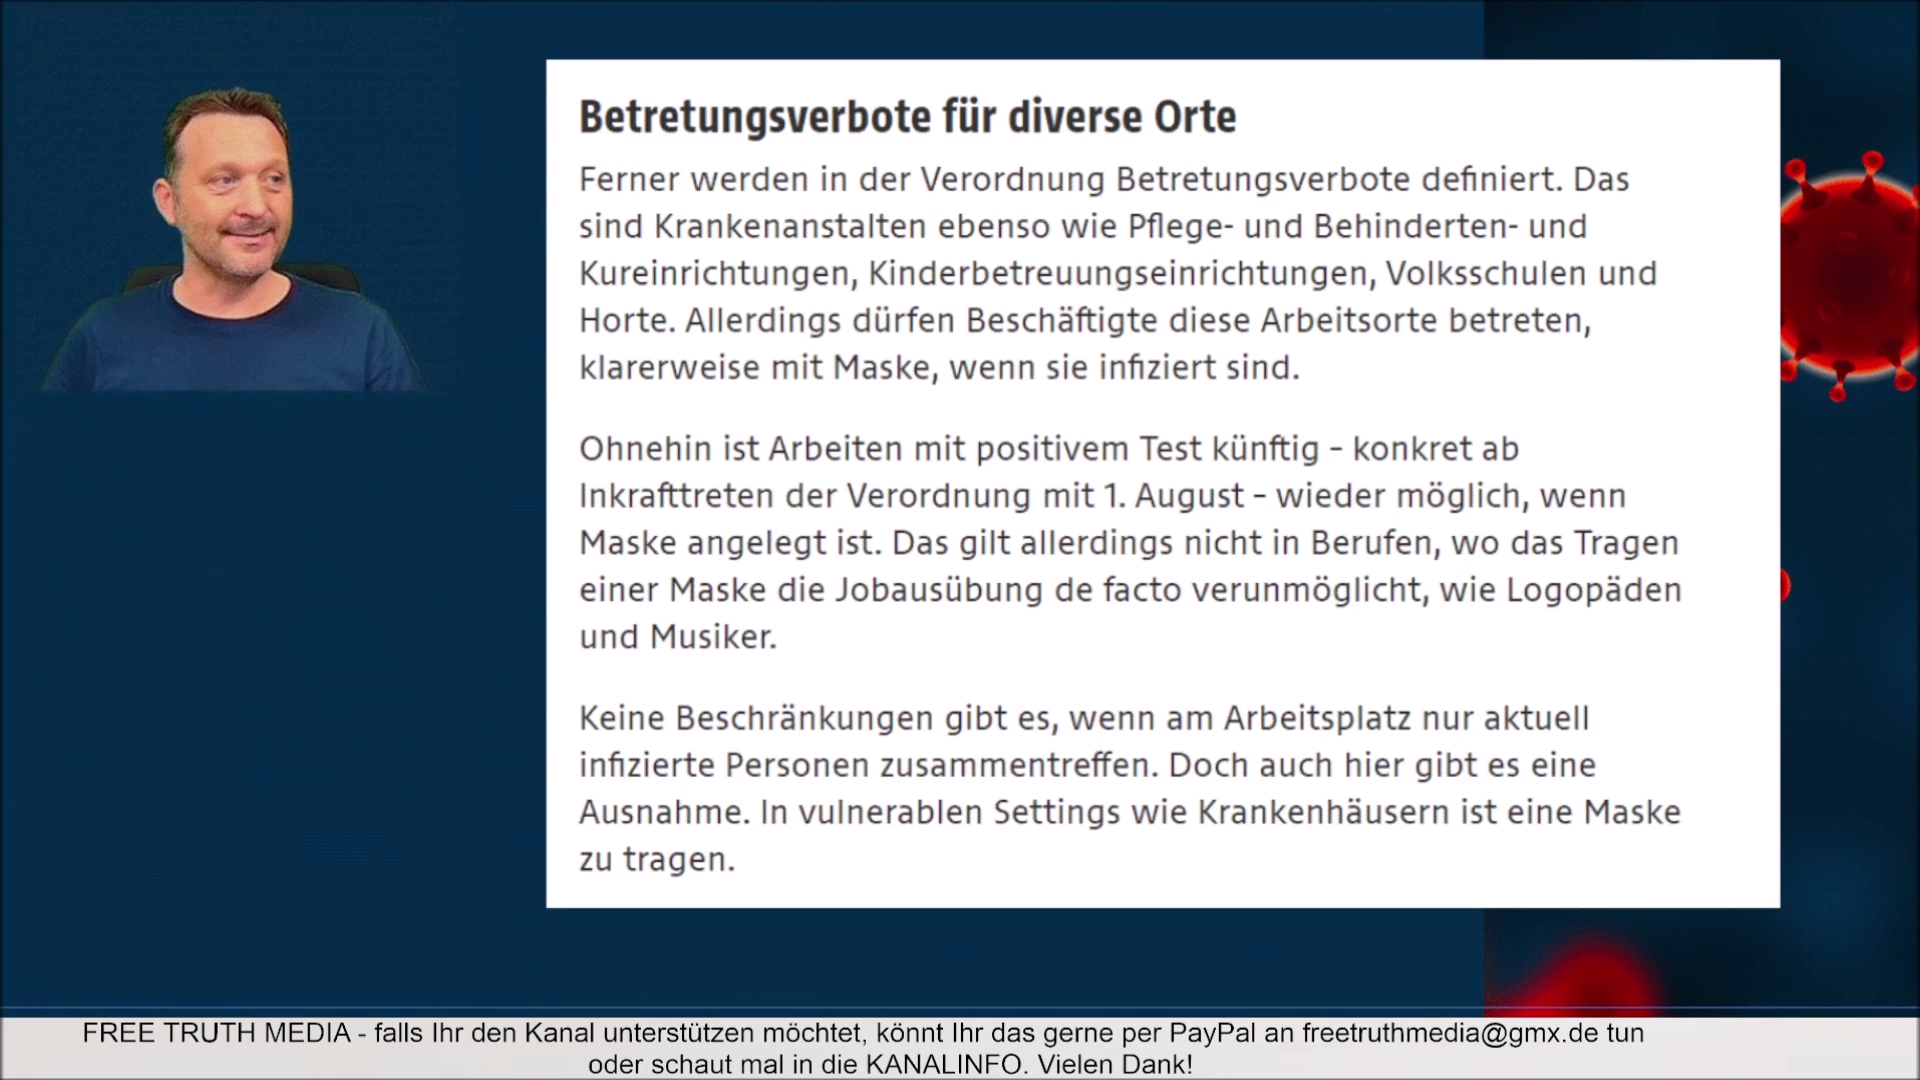 Betretungsverbote für diverse Orte
Ferner werden in der Verordnung Betretungsverbote definiert. Das
sind Krankenanstalten ebenso wie Pflege- und Behinderten- und
Kureinrichtungen, Kinderbetreuungseinrichtungen, Volksschulen und
Horte. Allerdings dürfen Beschäftigte diese Arbeitsorte betreten,
klarerweise mit Maske, wenn sie infiziert sind.
Ohnehin ist Arbeiten mit positivem Test künftig – konkret ab
Inkrafttreten der Verordnung mit 1. August – wieder möglich, wenn
Maske angelegt ist. Das gilt allerdings nicht in Berufen, wo das Tragen
einer Maske die Jobausübung de facto verunmöglicht, wie Logopäden
und Musiker.
Keine Beschränkungen gibt es, wenn am Arbeitsplatz nur aktuell
infizierte Personen zusammentreffen. Doch auch hier gibt es eine
Ausnahme. In vulnerablen Settings wie Krankenhäusern ist eine Maske
zu tragen.
FREE TRUTH MEDIA - falls Ihr den Kanal unterstützen möchtet, könnt Ihr das gerne per PayPal an freetruthmedia@gmx.de tun
oder schaut mal in die KANALINFO. Vielen Dank!